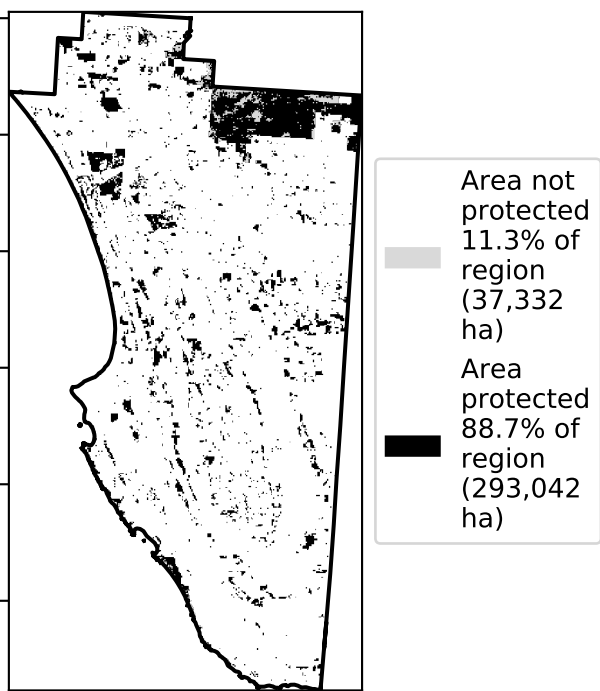 Area not
protected
11.3% of
region
(37,332
ha)
Area
protected
88.7% of
region
(293,042
ha)